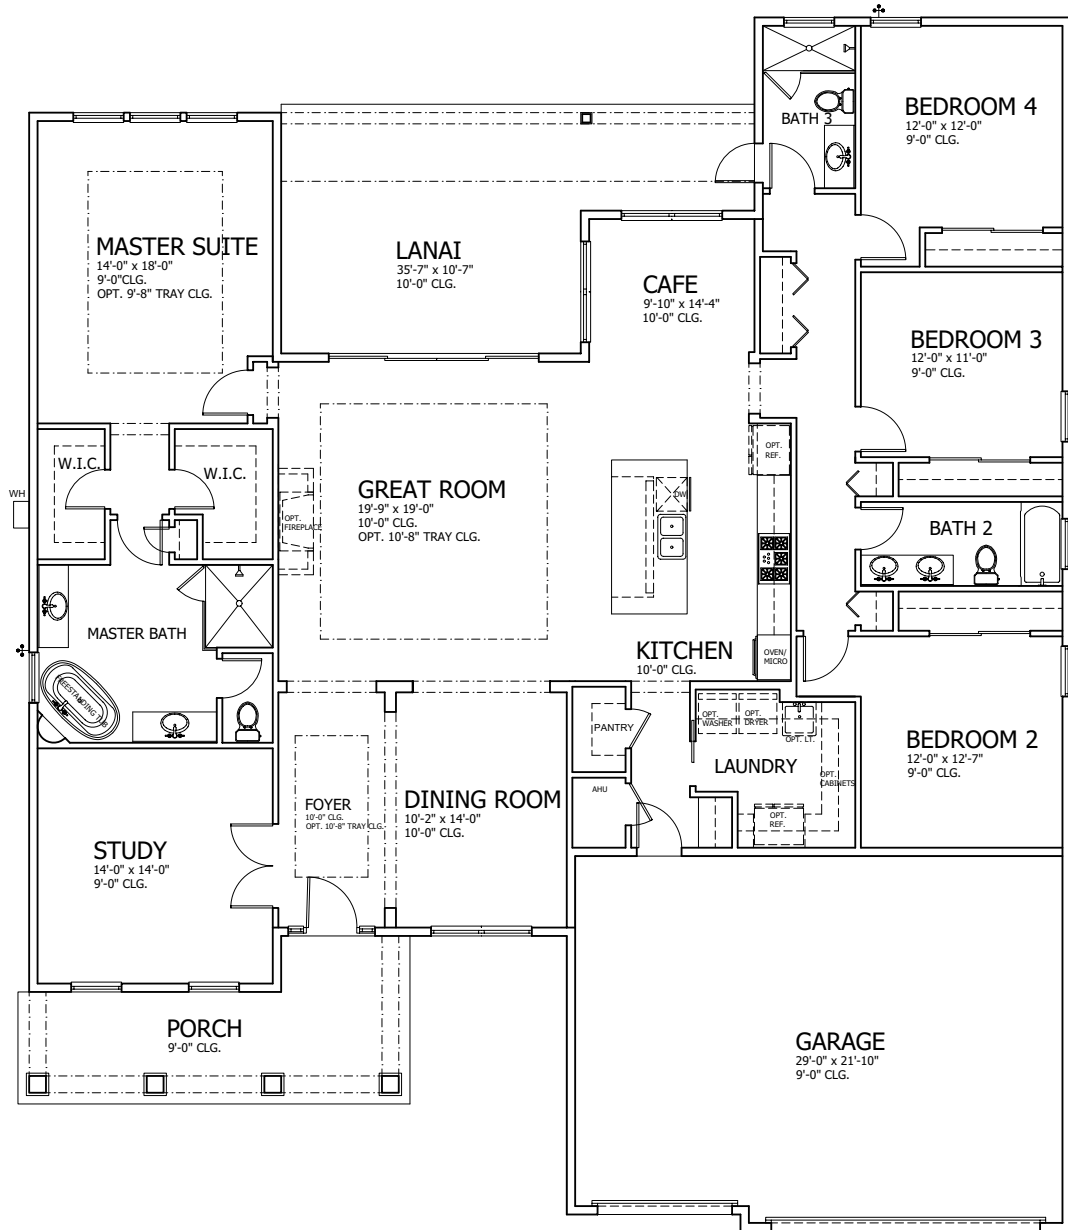 BEDROOM 4
12'-0" x 12'-0"
9'-0" CLG.
BATH 3
MASTER SUITE
14'-0" x 18'-0"
9'-0"CLG.
OPT. 9'-8" TRAY CLG.
LANAI
35'-7" x 10'-7"
10'-0" CLG.
CAFE
9'-10" x 14'-4"
10'-0" CLG.
BEDROOM 3
12'-0" x 11'-0"
9'-0" CLG.
W.I.C.
W.I.C.
WH
OPT.
FIREPLACE
GREAT ROOM
19'-9" x 19'-0"
10'-0" CLG.
OPT. 10'-8" TRAY CLG.
OPT.
REF.
DW
BATH 2
MASTER BATH
FREESTANDING TUB
KITCHEN
10'-0" CLG.
OVEN/
MICRO
PANTRY
OPT.
WASHER
OPT.
DRYER
OPT. LT.
LAUNDRY
OPT.
CABINETS
OPT.
REF.
AHU
BEDROOM 2
12'-0" x 12'-7"
9'-0" CLG.
FOYER
10'-0" CLG.
OPT. 10'-8" TRAY CLG.
DINING ROOM
10'-2" x 14'-0"
10'-0" CLG.
STUDY
14'-0" x 14'-0"
9'-0" CLG.
PORCH
9'-0" CLG.
GARAGE
29'-0" x 21'-10"
9'-0" CLG.